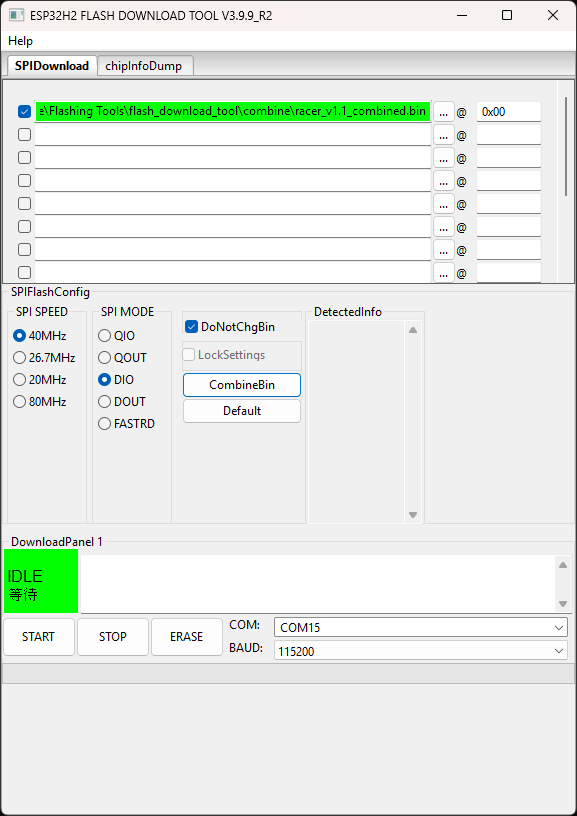 ESP32H2 FLASH DOWNLOAD TOOL V3.9.9_R2
Help
SPIDownload chipInfoDump
e\Flashing Tools\flash_download_tool\combine\racer_v1.1_combined.bin ... @ 0x00
... @
... @
... @
... @
... @
... @
... @
SPIFlashConfig
SPI SPEED
40MHz
26.7MHz
20MHz
80MHz
SPI MODE
QIO
QOUT
DIO
DOUT
FASTRD
DoNotChgBin
LockSettings
CombineBin
Default
DetectedInfo
DownloadPanel 1
IDLE
等待
START STOP ERASE
COM: COM15
BAUD: 115200